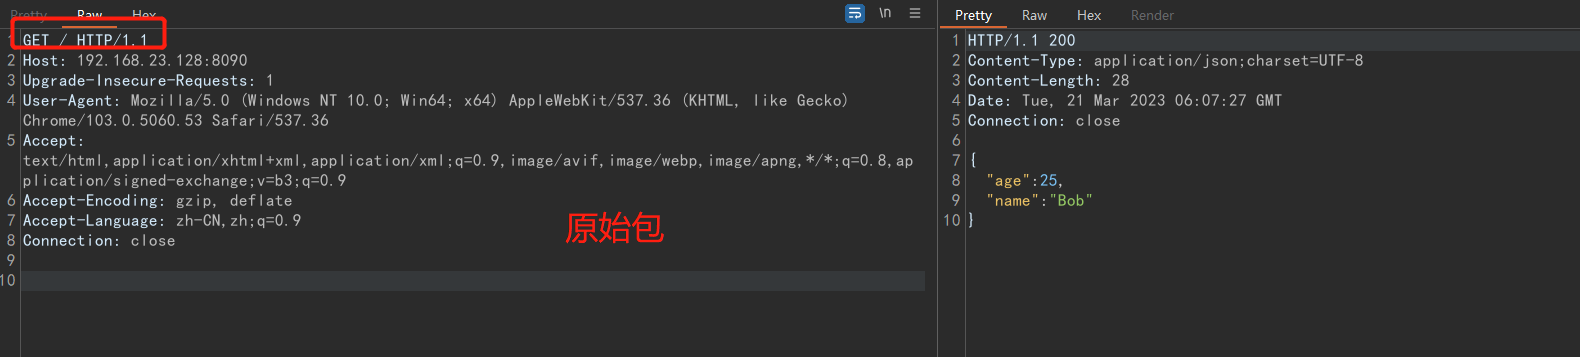 Pretty Raw Hex
\n
1 GET / HTTP/1.1
2 Host: 192.168.23.128:8090
3 Upgrade-Insecure-Requests: 1
4 User-Agent: Mozilla/5.0 (Windows NT 10.0; Win64; x64) AppleWebKit/537.36 (KHTML, like Gecko)
Chrome/103.0.5060.53 Safari/537.36
5 Accept:
text/html,application/xhtml+xml,application/xml;q=0.9,image/avif,image/webp,image/apng,*/*;q=0.8,ap
plication/signed-exchange;v=b3;q=0.9
6 Accept-Encoding: gzip, deflate
7 Accept-Language: zh-CN,zh;q=0.9
8 Connection: close
9
10
原始包
Pretty Raw Hex Render
1 HTTP/1.1 200
2 Content-Type: application/json;charset=UTF-8
3 Content-Length: 28
4 Date: Tue, 21 Mar 2023 06:07:27 GMT
5 Connection: close
6
7 {
8 "age":25,
9 "name":"Bob"
10 }